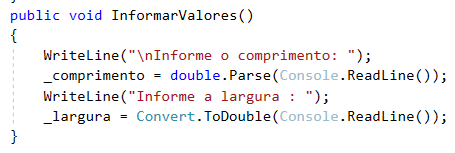 public void InformarValores()
{
WriteLine("\nInforme o comprimento: ");
_comprimento = double.Parse(Console.ReadLine());
WriteLine("Informe a largura : ");
_largura = Convert.ToDouble(Console.ReadLine());
}